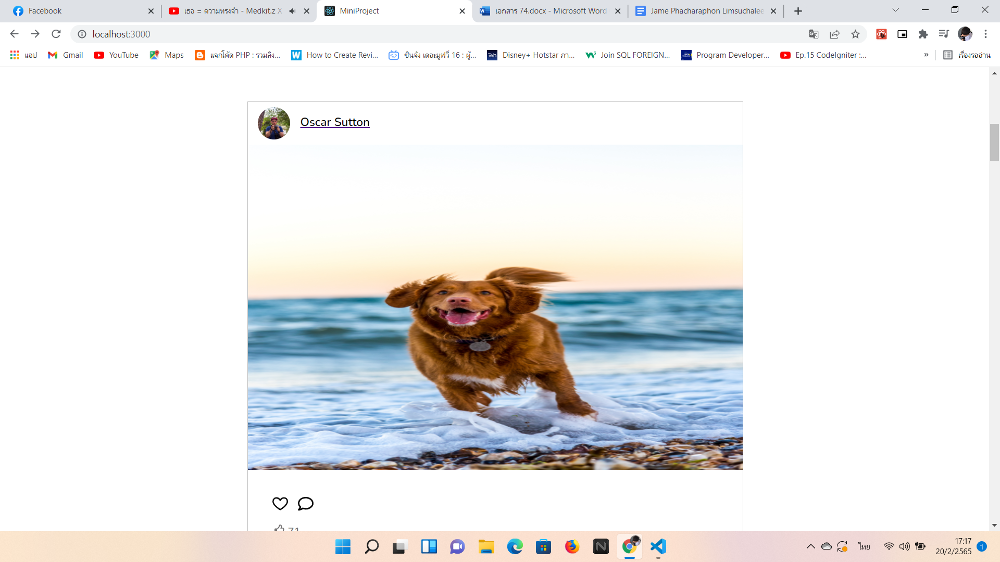 Facebook
เธอ = ความทรงจำ - Medkit.z X
MiniProject
เอกสาร 74.docx - Microsoft Word
Jame Phacharaphon Limsuchalee
localhost:3000
แอป
Gmail
YouTube
Maps
แจกโค้ด PHP : รวมลิง...
How to Create Revi...
ชินจัง เดอะมูฟวี่ 16 : ผู้...
Disney+ Hotstar ภา...
Join SQL FOREIGN...
Program Developer...
Ep.15 CodeIgniter :...
»
เรื่องรออ่าน
Oscar Sutton
71
ไทย
17:17
20/2/2565
1